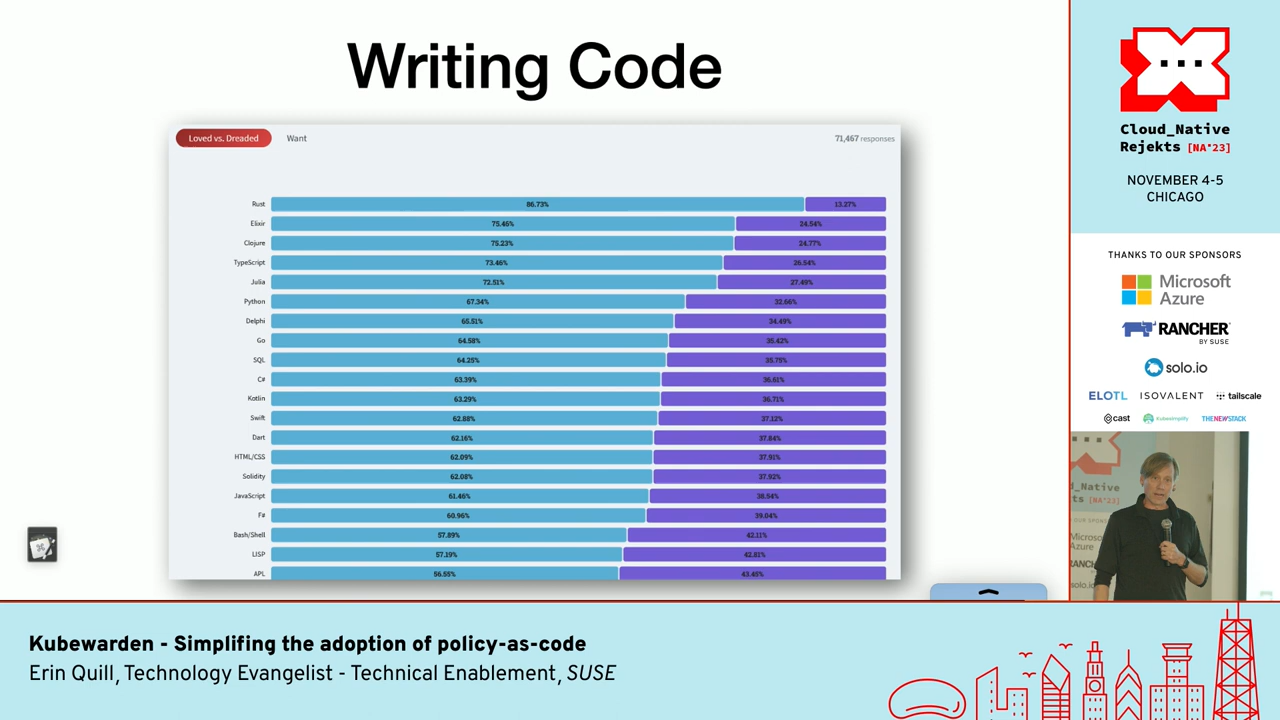 Writing Code
Loved vs. Dreaded Want 71,467 responses
Rust 86.73% 13.27%
Elixir 75.46% 24.54%
Clojure 75.23% 24.77%
TypeScript 73.46% 26.54%
Julia 72.51% 27.49%
Python 67.34% 32.66%
Delphi 65.51% 34.49%
Go 64.58% 35.42%
SQL 64.25% 35.75%
C# 63.39% 36.61%
Kotlin 63.29% 36.71%
Swift 62.88% 37.12%
Dart 62.16% 37.84%
HTML/CSS 62.09% 37.91%
Solidity 62.08% 37.92%
JavaScript 61.46% 38.54%
F# 60.96% 39.04%
Bash/Shell 57.89% 42.11%
LISP 57.19% 42.81%
APL 56.55% 43.45%
Cloud_Native
Rejekts [NA'23]
NOVEMBER 4-5
CHICAGO
THANKS TO OUR SPONSORS
Microsoft
Azure
RANCHER
BY SUSE
solo.io
ELOTL ISOVALENT tailscale
cast kubesimplify THENEWSTACK
Kubewarden - Simplifing the adoption of policy-as-code
Erin Quill, Technology Evangelist - Technical Enablement, SUSE